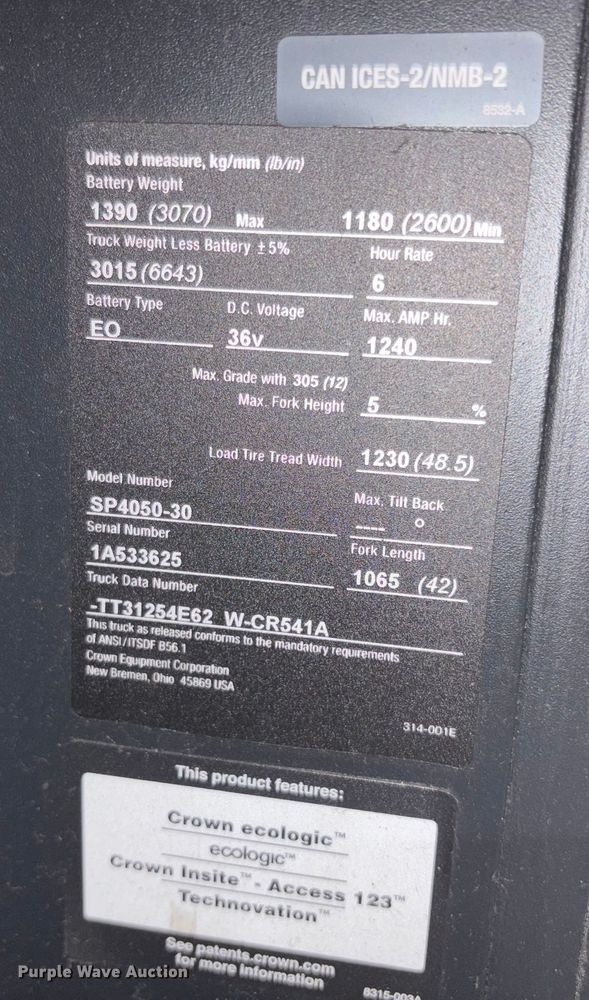 CAN ICES-2/NMB-2
8532-A
Units of measure, kg/mm (lb/in)
Battery Weight
1390 (3070) Max 1180 (2600) Min
Truck Weight Less Battery ± 5% Hour Rate
3015 (6643) 6
Battery Type D.C. Voltage Max. AMP Hr.
EO 36v 1240
Max. Grade with 305 (12)
Max. Fork Height 5 %
Load Tire Tread Width 1230 (48.5)
Model Number Max. Tilt Back
SP4050-30 ---- °
Serial Number Fork Length
1A533625 1065 (42)
Truck Data Number
-TT31254E62 W-CR541A
This truck as released conforms to the mandatory requirements
of ANSI/ITSDF B56.1
Crown Equipment Corporation
New Bremen, Ohio 45869 USA
314-001E
This product features:
Crown ecologic™
ecologic™
Crown Insite™ - Access 123™
Technovation™
See patents.crown.com
for more information
8315-003A
Purple Wave Auction